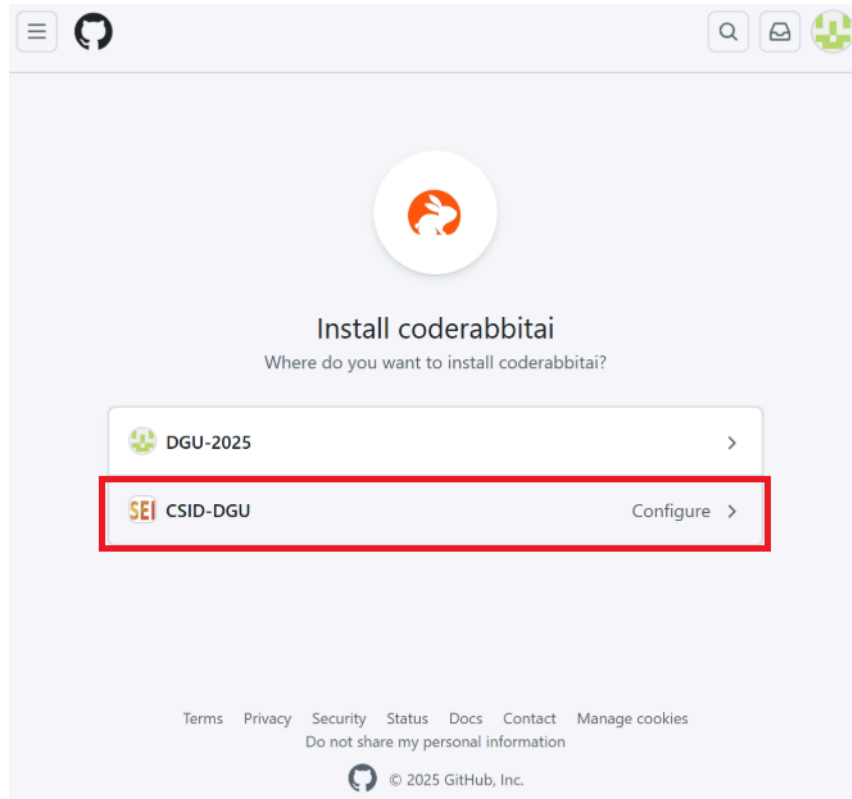 Install coderabbitai
Where do you want to install coderabbitai?
DGU-2025
SEI CSID-DGU Configure
Terms Privacy Security Status Docs Contact Manage cookies
Do not share my personal information
© 2025 GitHub, Inc.